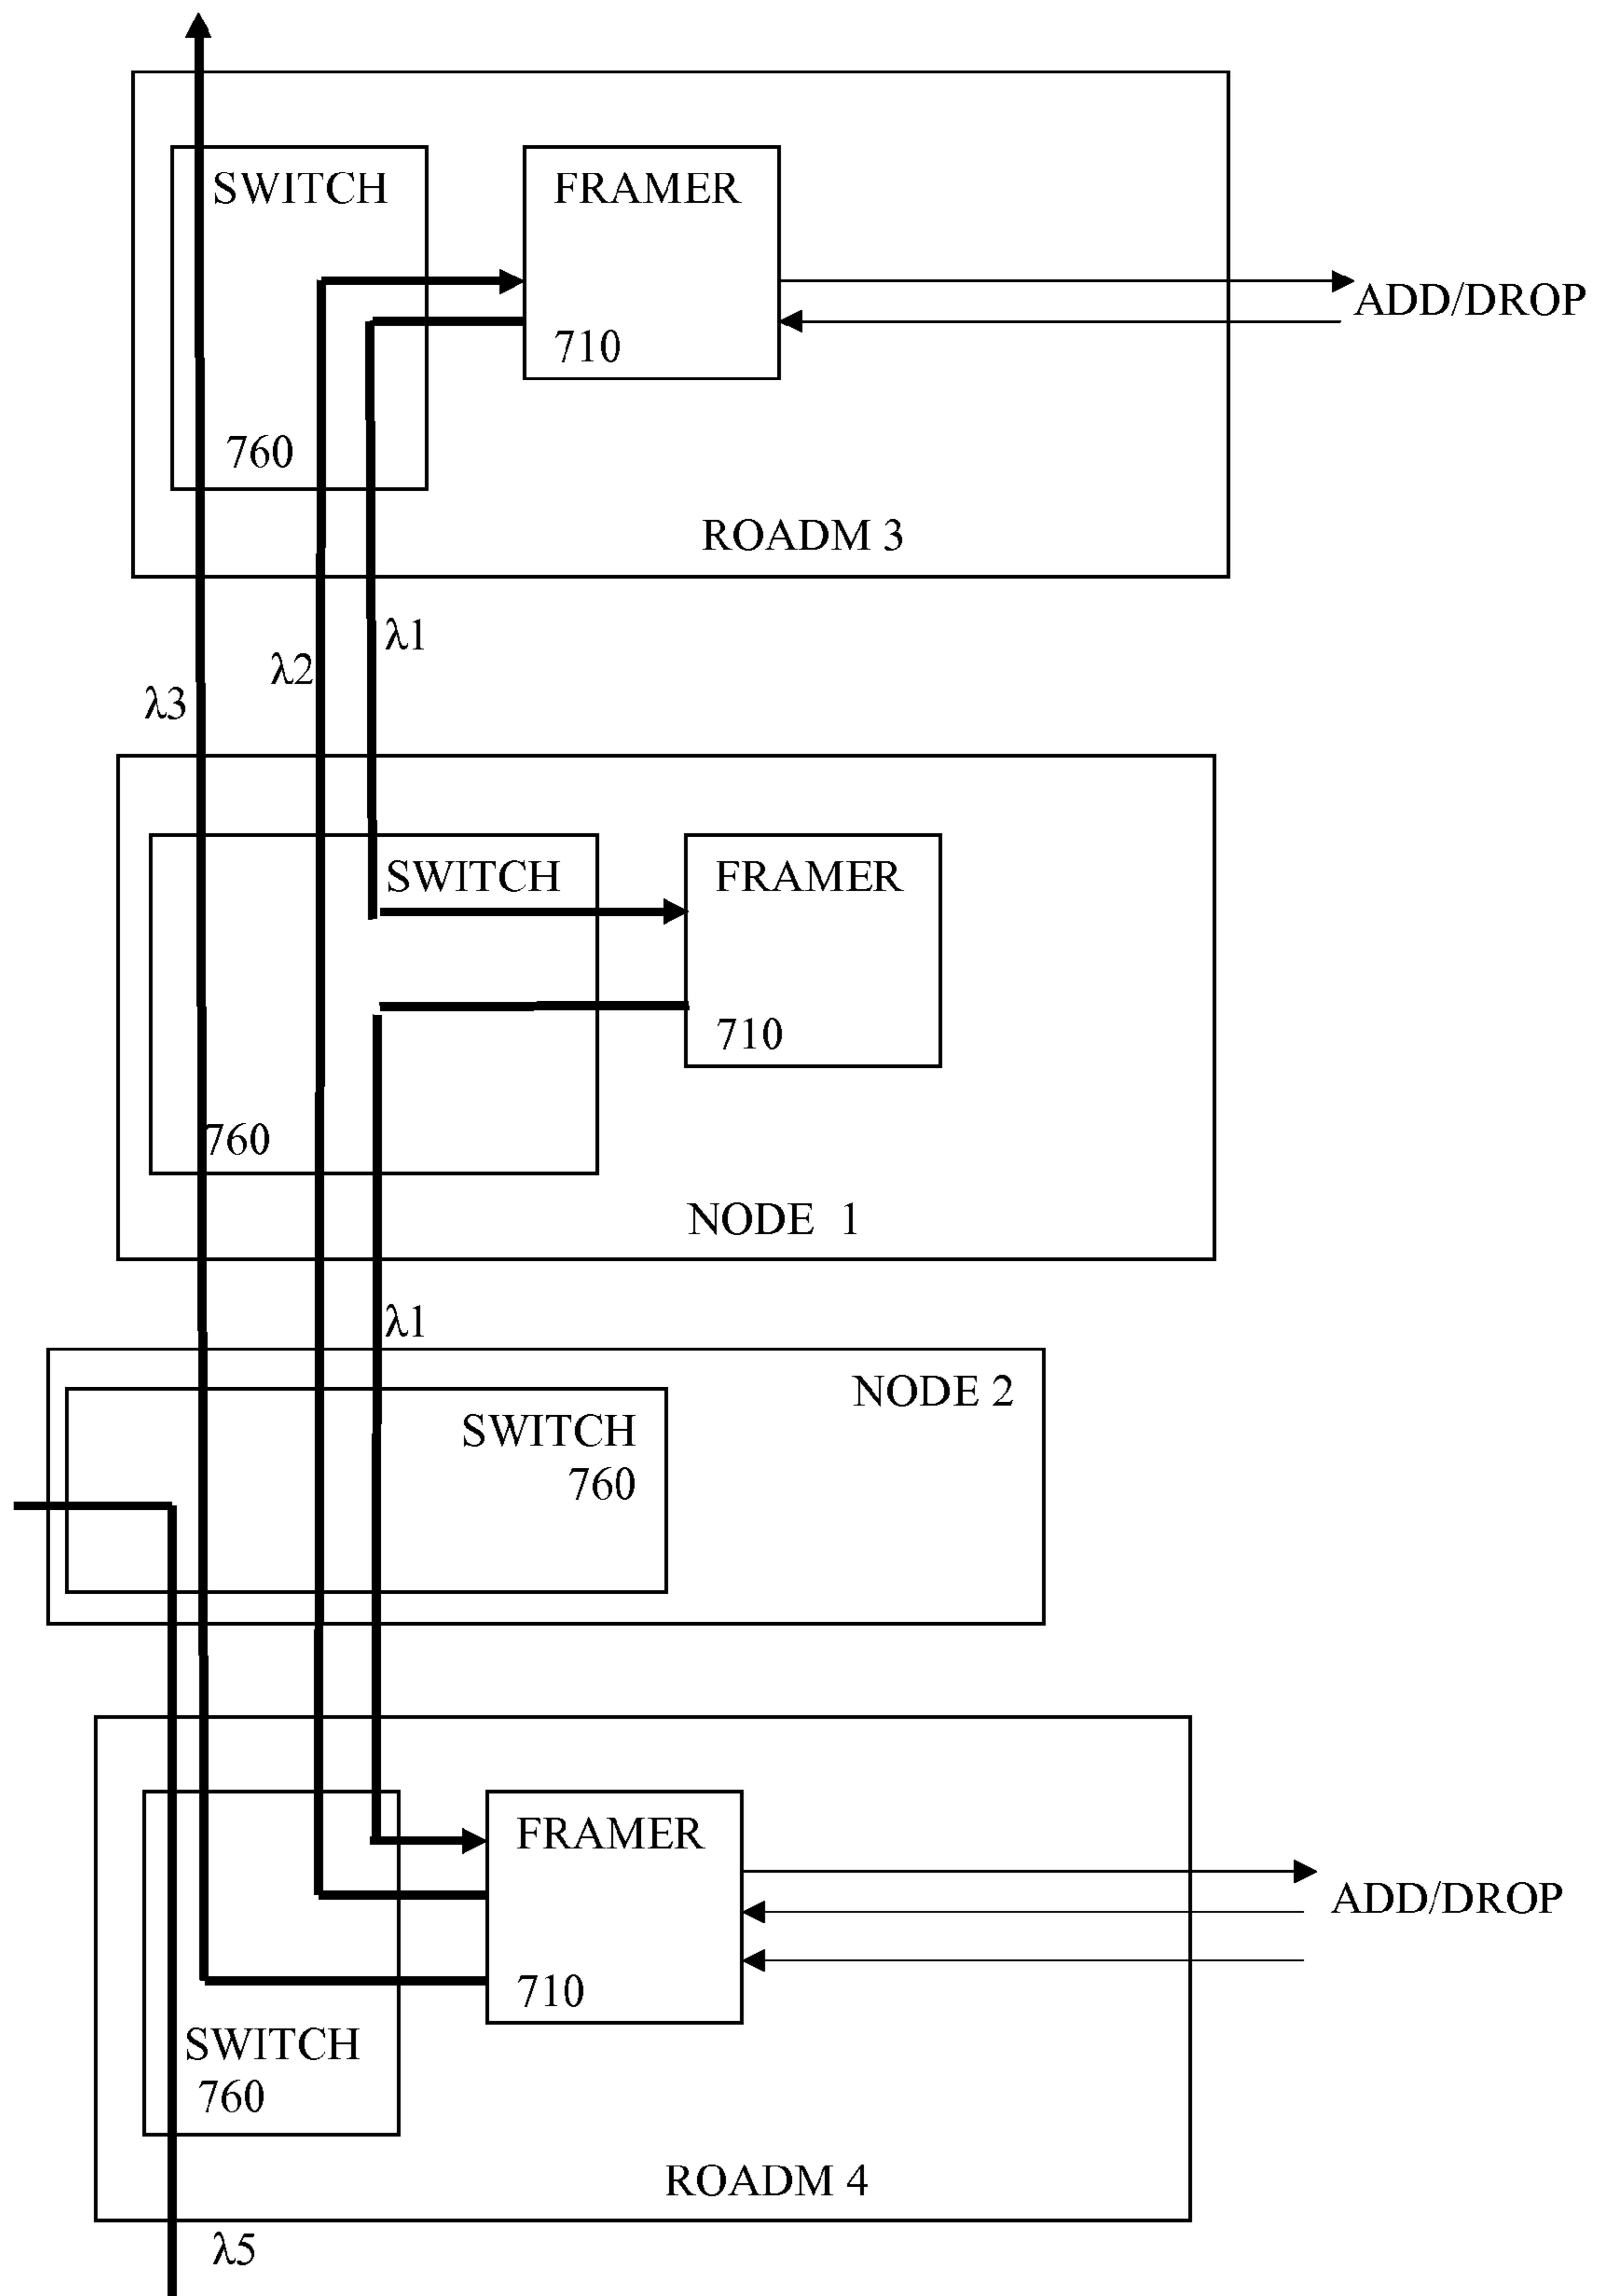 SWITCH
FRAMER
ADD/DROP
710
760
ROADM 3
λ1
λ2
λ3
SWITCH
FRAMER
710
760
NODE 1
λ1
NODE 2
SWITCH
760
FRAMER
ADD/DROP
710
SWITCH
760
ROADM 4
λ5